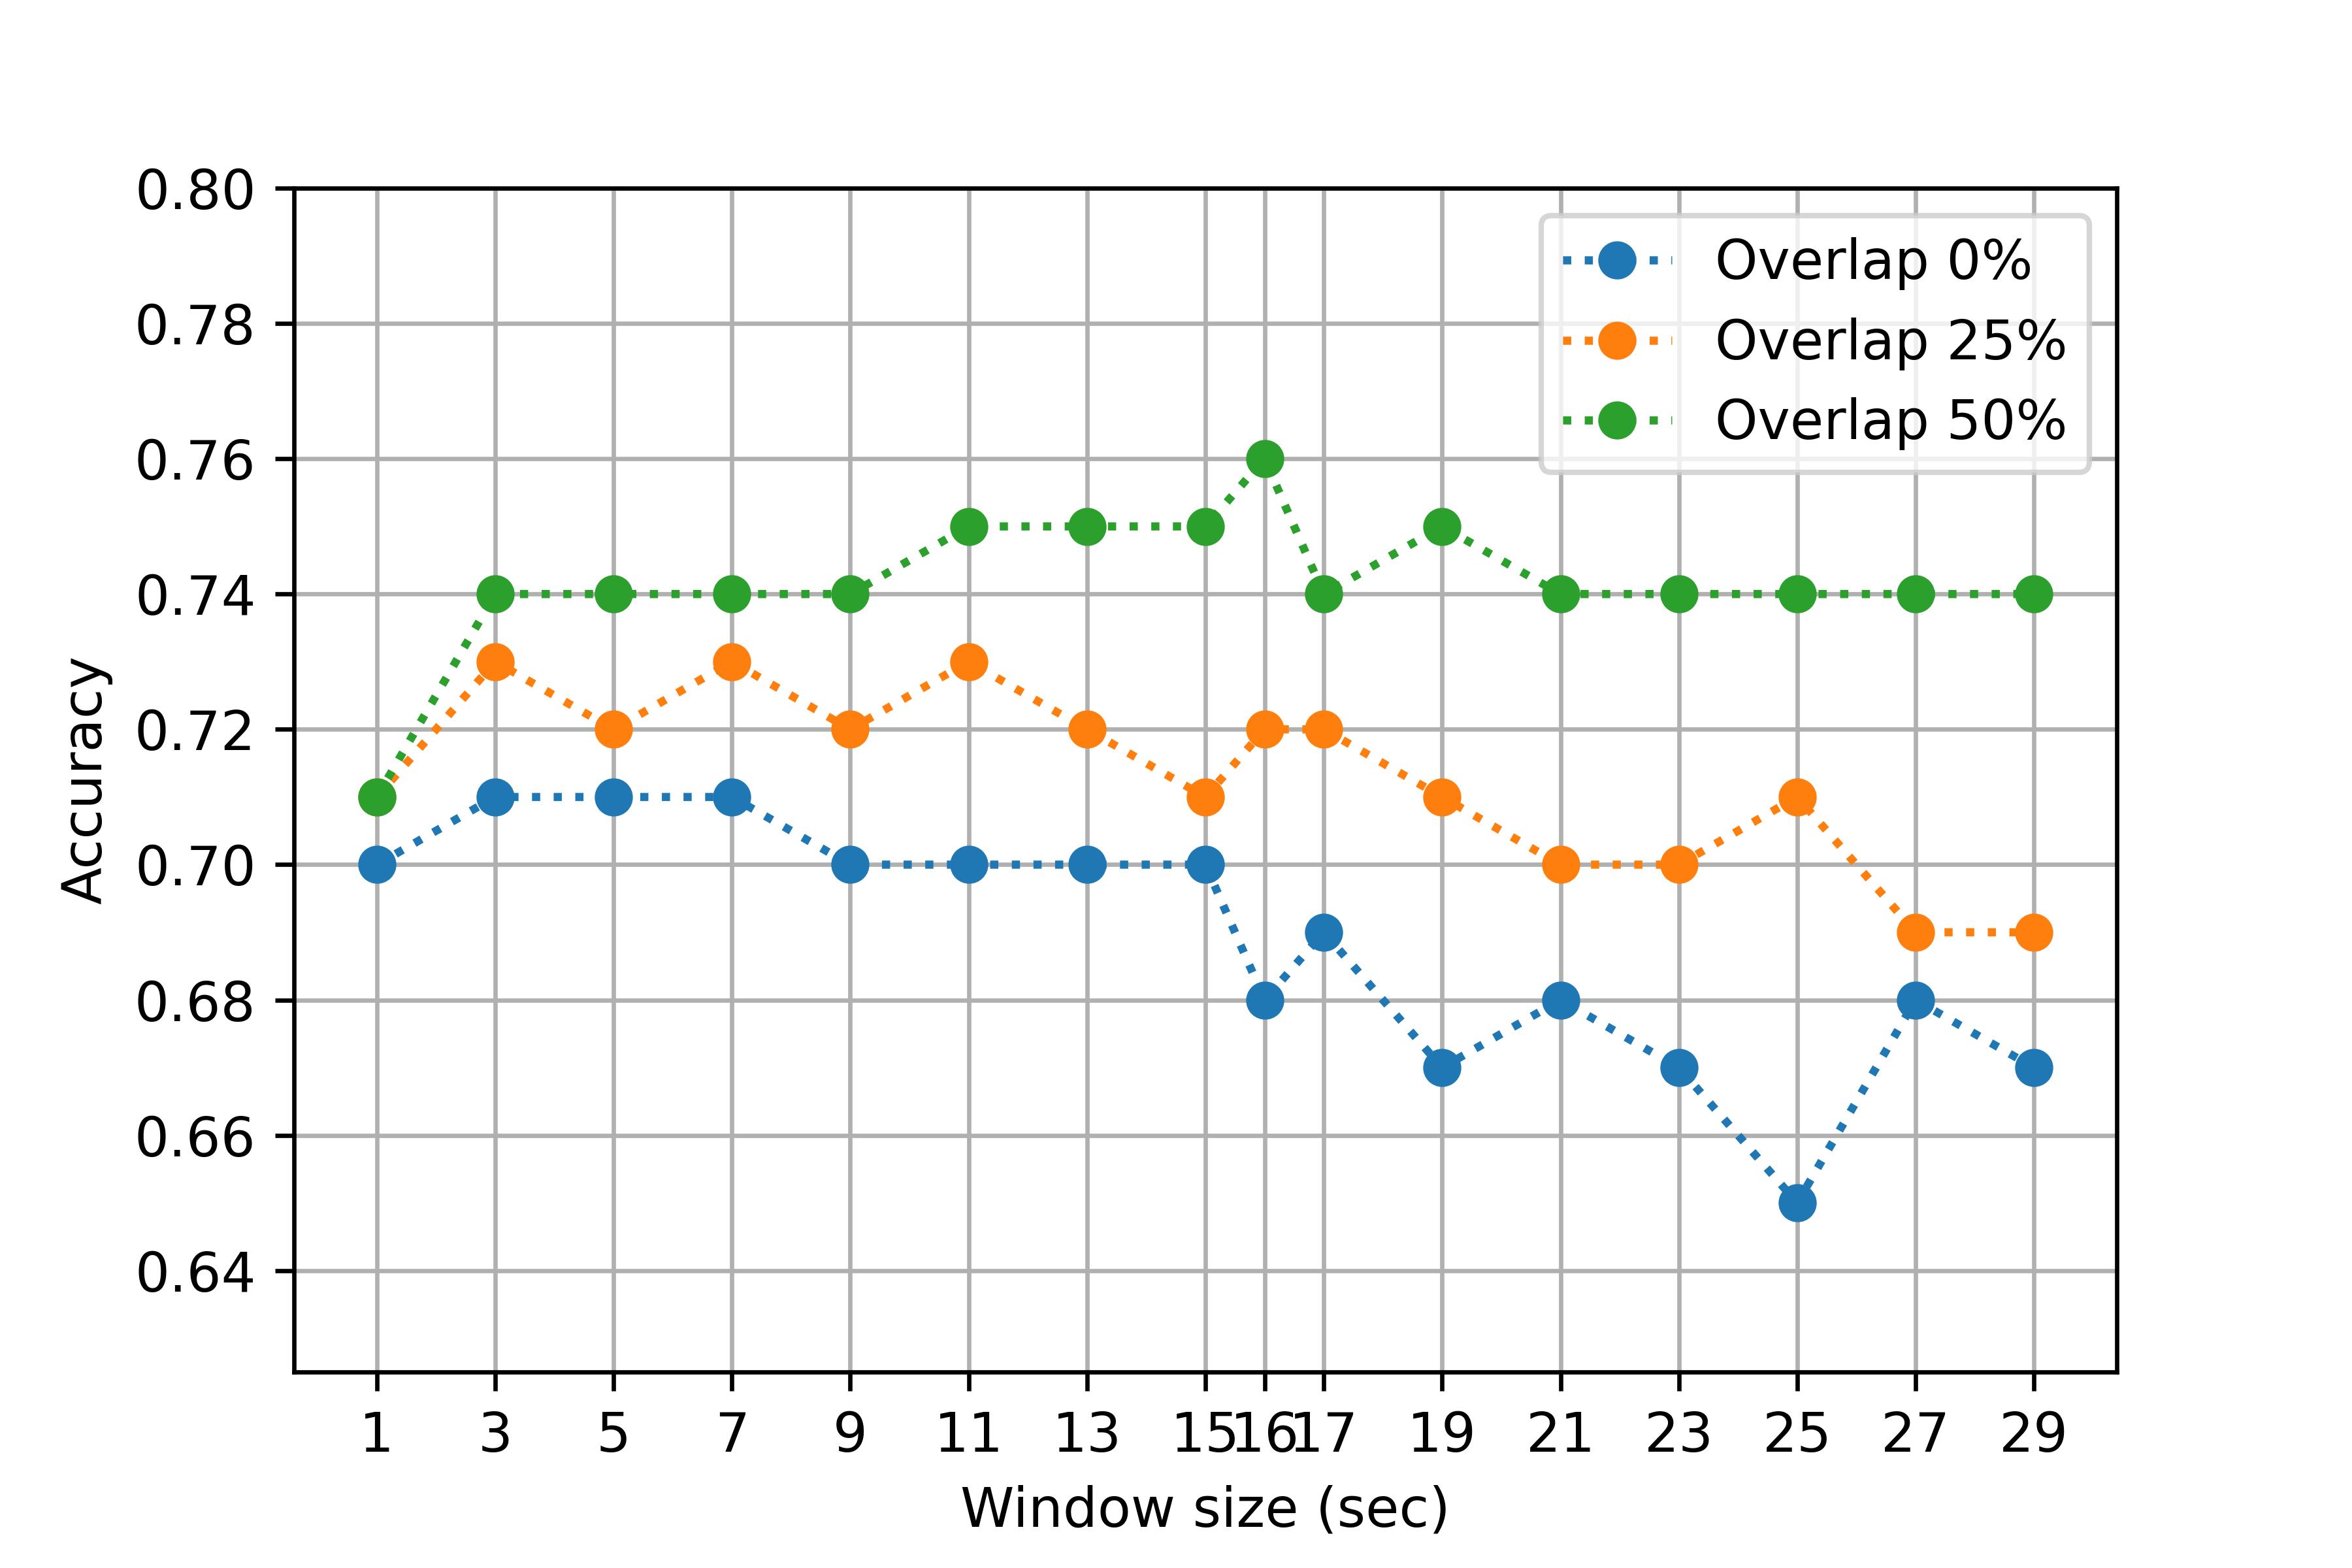 0.80
0.78
0.76
0.74
0.72
0.70
0.68
0.66
0.64
Accuracy
Overlap 0%
Overlap 25%
Overlap 50%
1 3 5 7 9 11 13 15 16 17 19 21 23 25 27 29
Window size (sec)